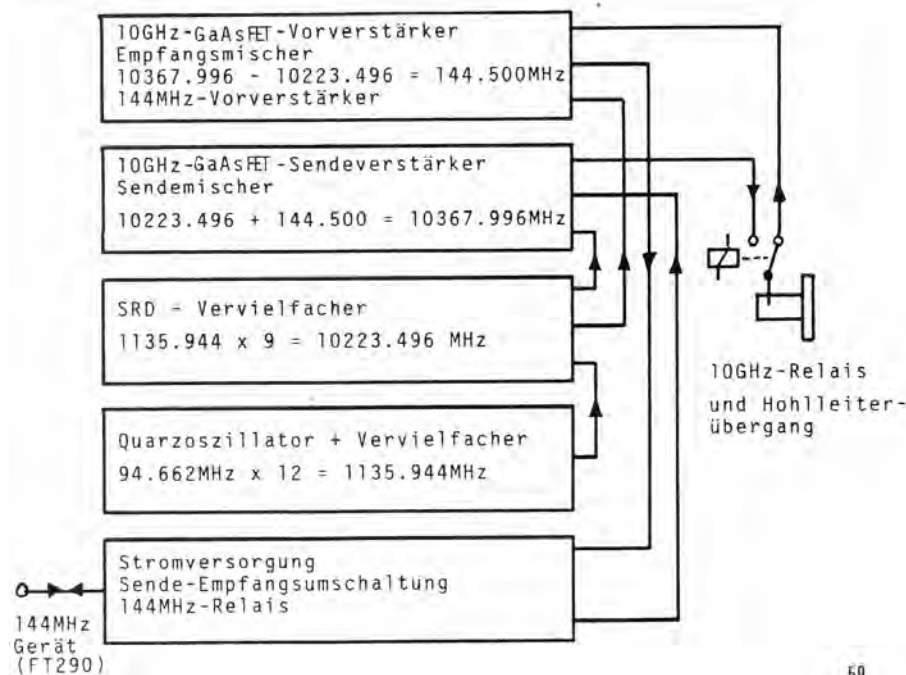 10GHz-GaAsFET-Vorverstärker
Empfangsmischer
10367.996 - 10223.496 = 144.500MHz
144MHz-Vorverstärker
10GHz-GaAsFET-Sendeverstärker
Sendemischer
10223.496 + 144.500 = 10367.996MHz
SRD - Vervielfacher
1135.944 x 9 = 10223.496 MHz
10GHz-Relais
und Hohlleiter-
übergang
Quarzoszillator + Vervielfacher
94.662MHz x 12 = 1135.944MHz
Stromversorgung
Sende-Empfangsumschaltung
144MHz-Relais
144MHz
Gerät
(FT290)